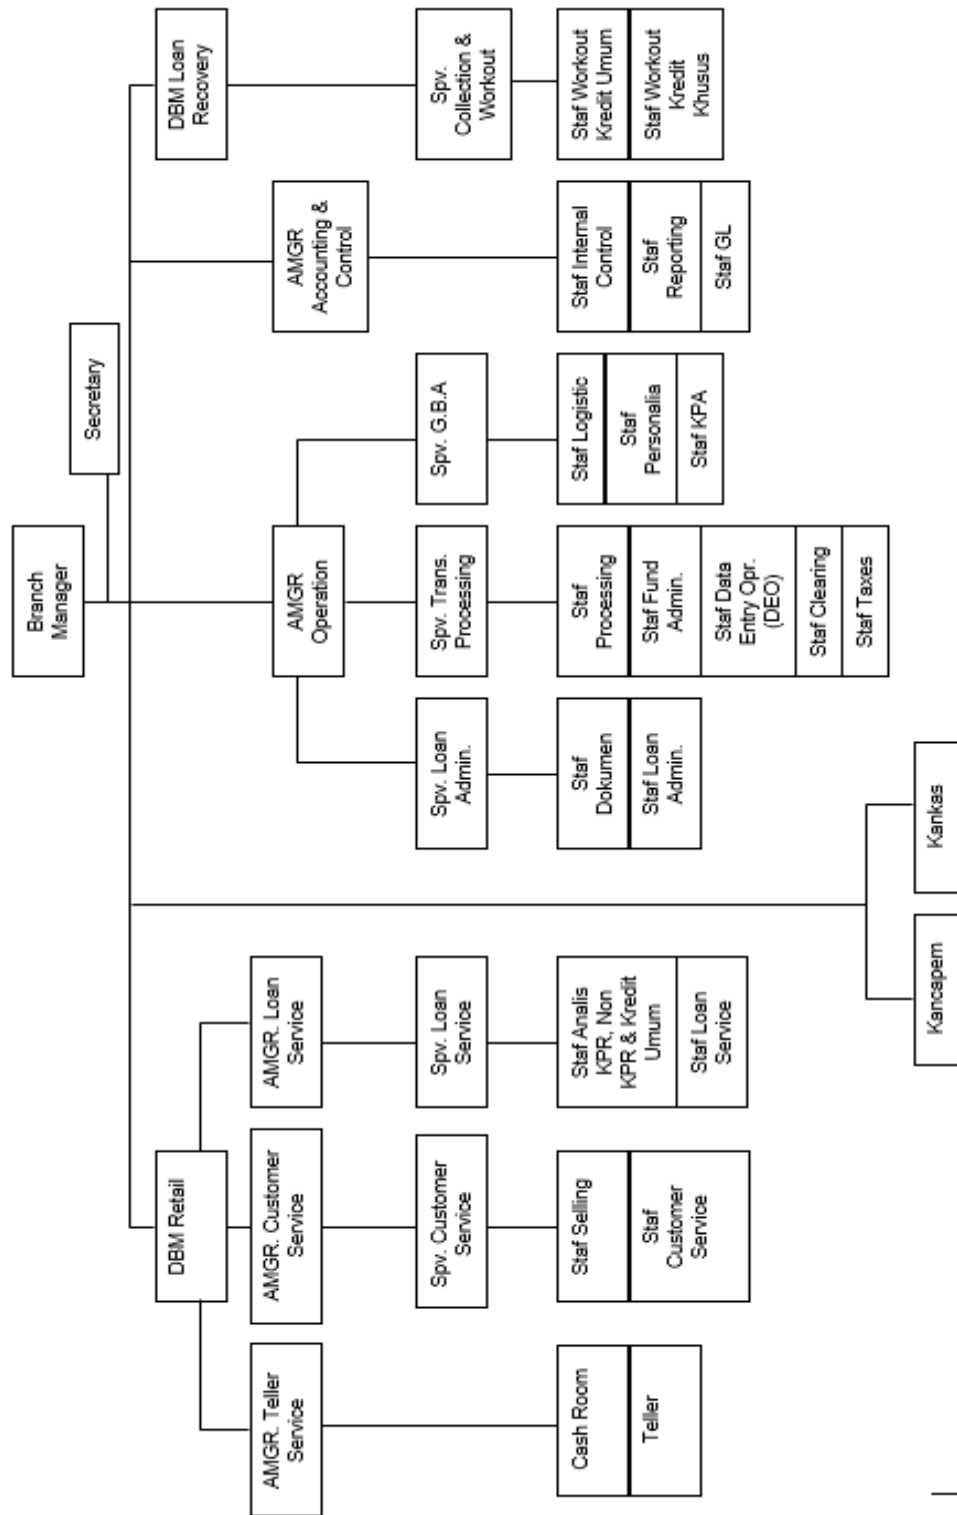 Branch
Manager
Secretary
DBM Retail
DBM Loan
Recovery
AMGR. Teller
Service
AMGR. Customer
Service
AMGR. Loan
Service
AMGR
Operation
AMGR
Accounting &
Control
Spv. Customer
Service
Spv. Loan
Service
Spv. Loan
Admin.
Spv. Trans.
Processing
Spv. G.B.A
Spv.
Collection &
Workout
Cash Room
Teller
Staf Selling
Staf
Customer
Service
Staf Analis
KPR, Non
KPR & Kredit
Umum
Staf Loan
Service
Staf
Dokumen
Staf Loan
Admin.
Staf
Processing
Staf Fund
Admin.
Staf Data
Entry Opr.
(DEO)
Staf Clearing
Staf Taxes
Staf Logistic
Staf
Personalia
Staf KPA
Staf Internal
Control
Staf
Reporting
Staf GL
Staf Workout
Kredit Umum
Staf Workout
Kredit
Khusus
Kancapem
Kankas